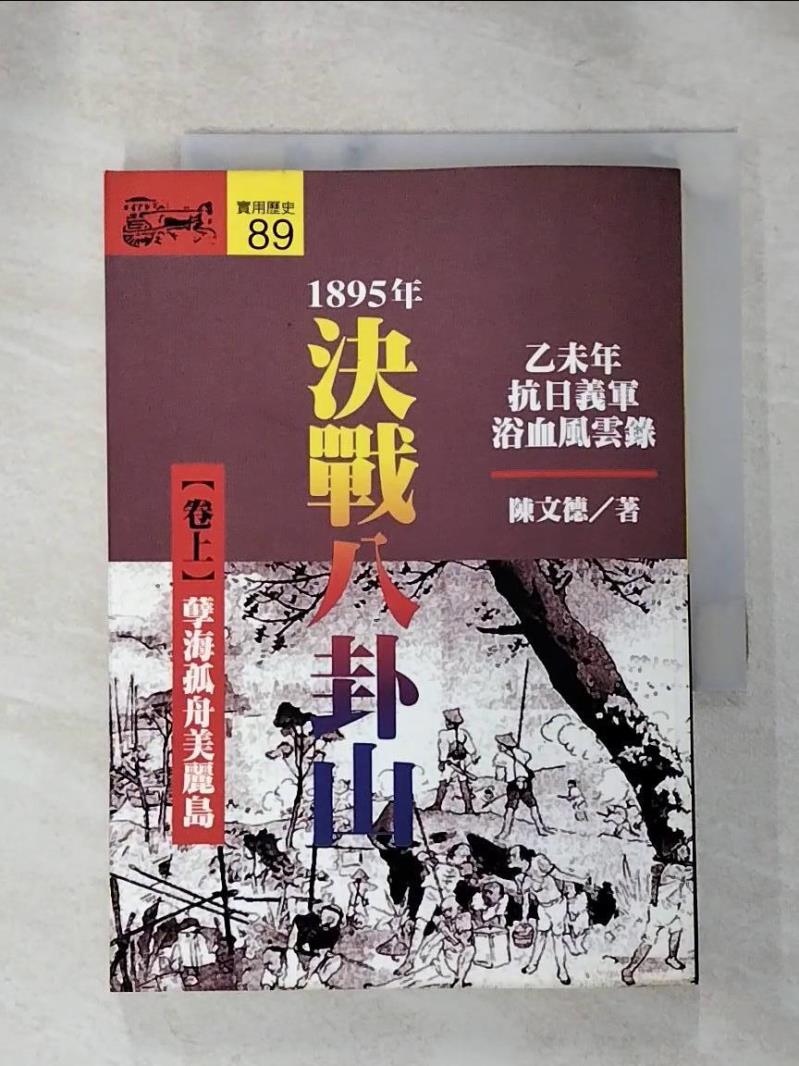 實用歷史
89
1895年
決戰八卦山
乙未年
抗日義軍
浴血風雲錄
陳文德／著
【卷上】孽海孤舟美麗島